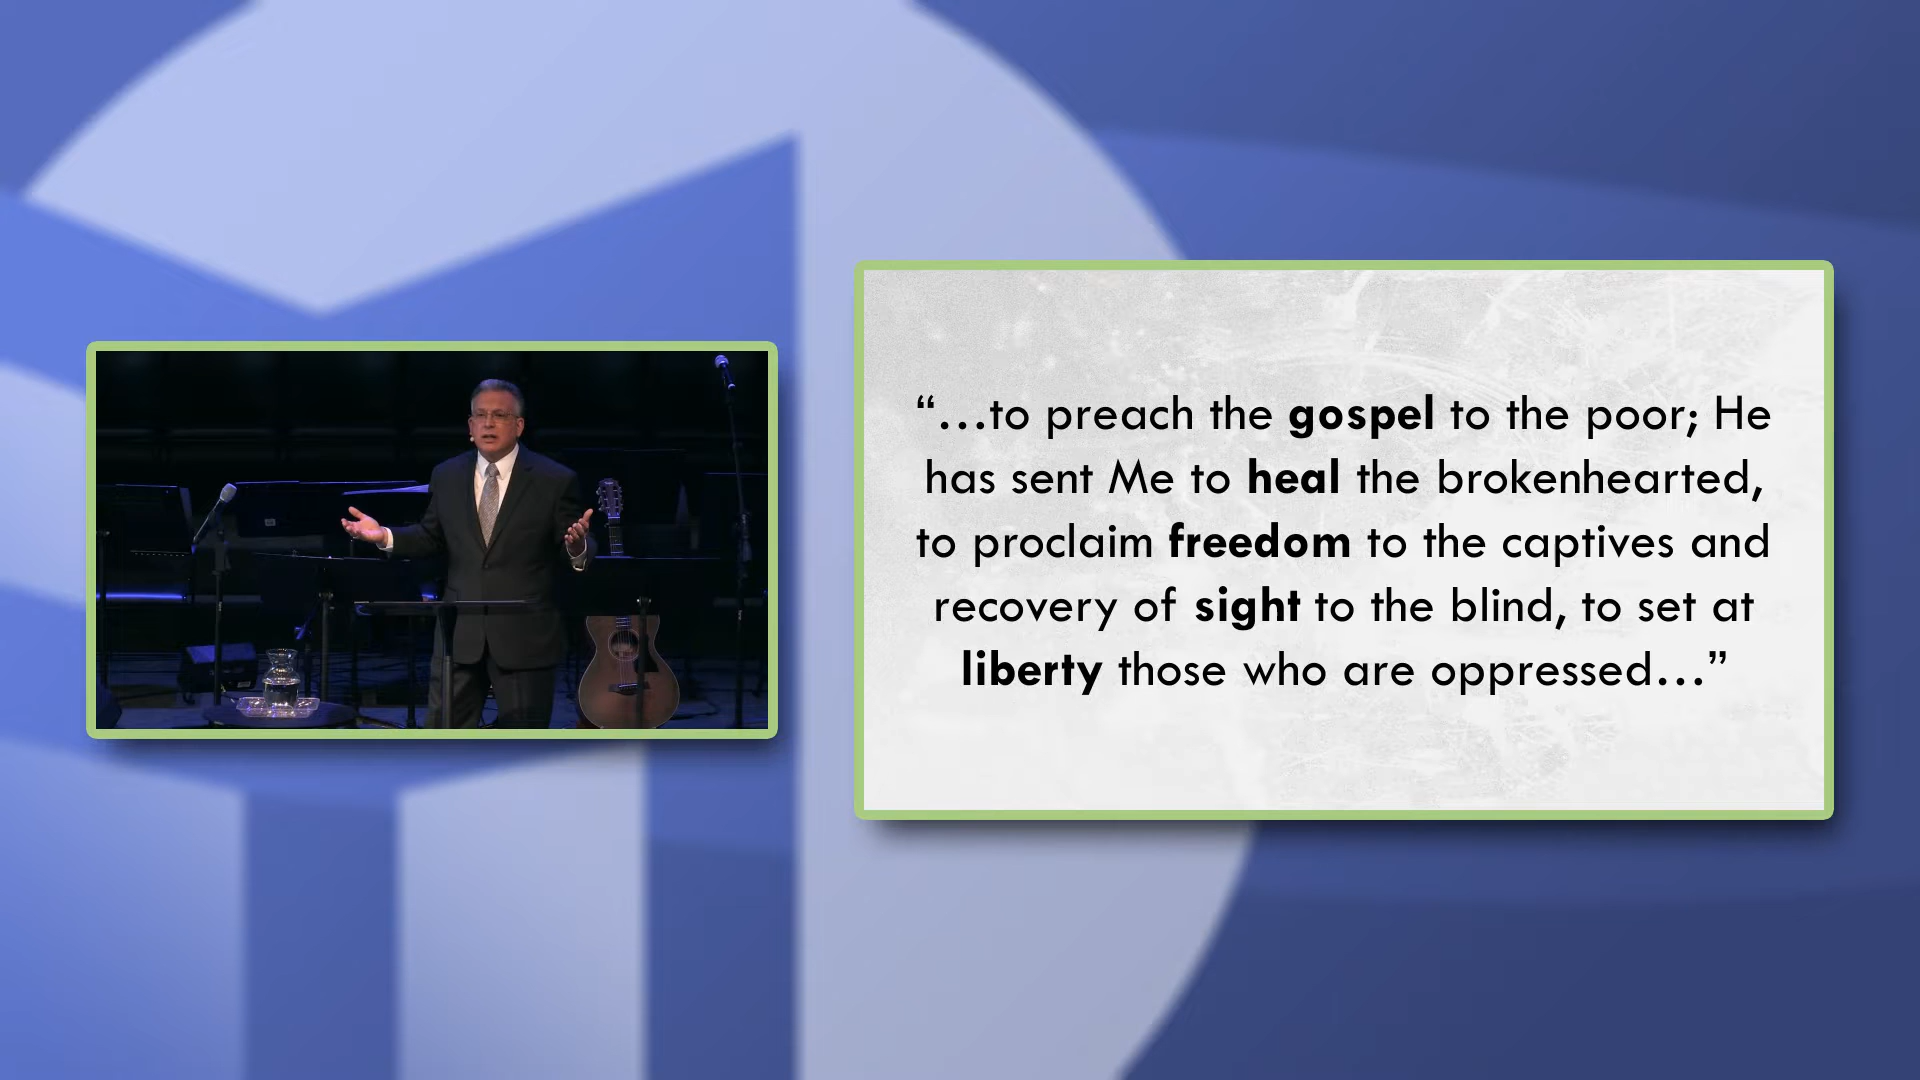 “…to preach the gospel to the poor; He
has sent Me to heal the brokenhearted,
to proclaim freedom to the captives and
recovery of sight to the blind, to set at
liberty those who are oppressed…”